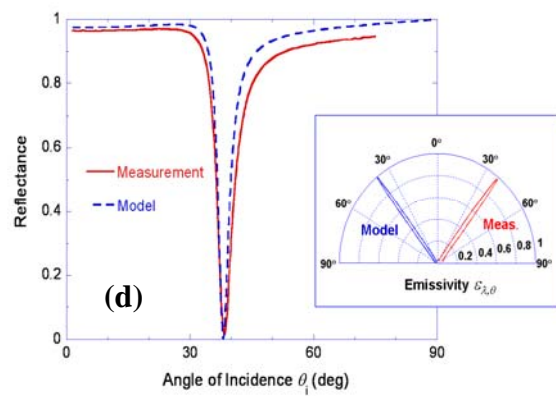 1
0.8
0.6
0.4
0.2
0
Reflectance
Measurement
Model
(d)
0
30
60
90
Angle of Incidence θi (deg)
0°
30°
30°
60°
60°
90°
90°
Model
Meas.
0.2 0.4 0.6 0.8 1
Emissivity ελ,θ